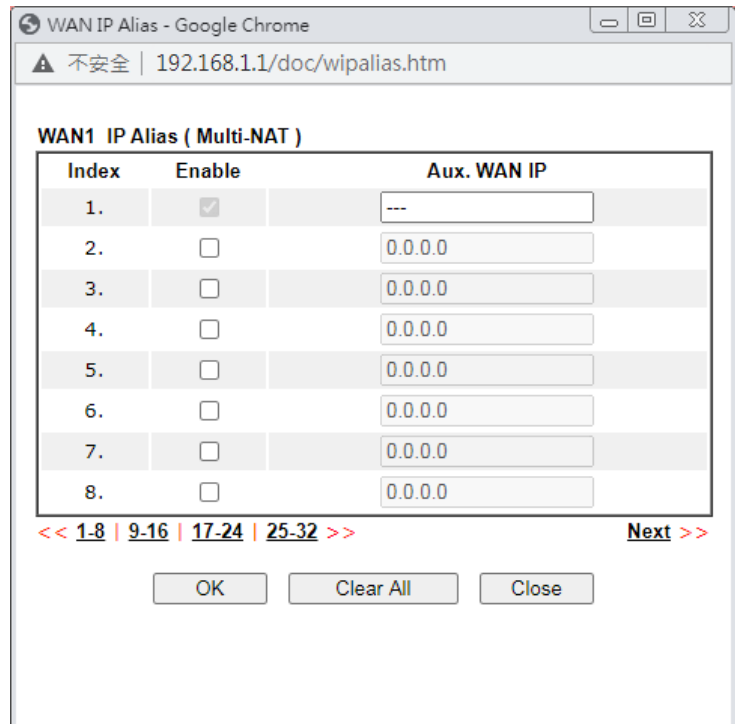 WAN IP Alias - Google Chrome
不安全 | 192.168.1.1/doc/wipalias.htm
WAN1 IP Alias ( Multi-NAT )
Index Enable Aux. WAN IP
1. ---
2. 0.0.0.0
3. 0.0.0.0
4. 0.0.0.0
5. 0.0.0.0
6. 0.0.0.0
7. 0.0.0.0
8. 0.0.0.0
<< 1-8 | 9-16 | 17-24 | 25-32 >> Next >>
OK Clear All Close